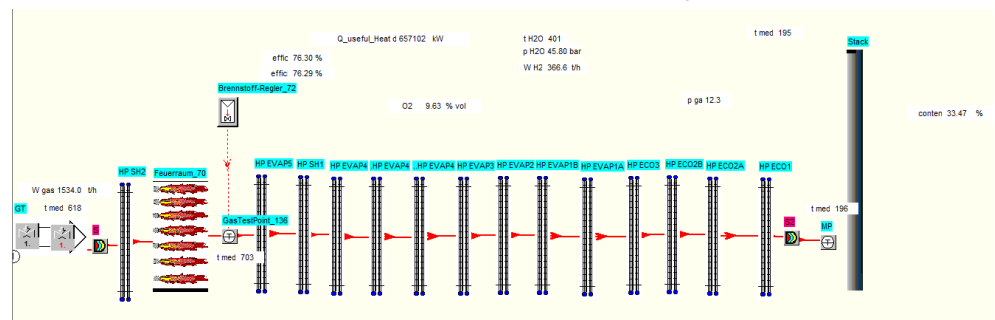 Q_useful_Heat d 657102 kW
t H2O 401
t med 195
p H2O 45.80 bar
Stack
effic 76.30 %
W H2 366.6 t/h
effic 76.29 %
Brennstoff-Regler_72
O2 9.63 % vol
p ga 12.3
conten 33.47 %
HP SH2
Feuerraum_70
HP EVAP5
HP SH1
HP EVAP4
..HP EVAP4
..HP EVAP4
HP EVAP3
HP EVAP2
HP EVAP1B
HP EVAP1A
HP ECO3
HP ECO2B
HP ECO2A
HP ECO1
W gas 1534.0 t/h
GT
t med 618
S
GasTestPoint_136
S2
t med 196
MP
1.
1.
T
T
t med 703